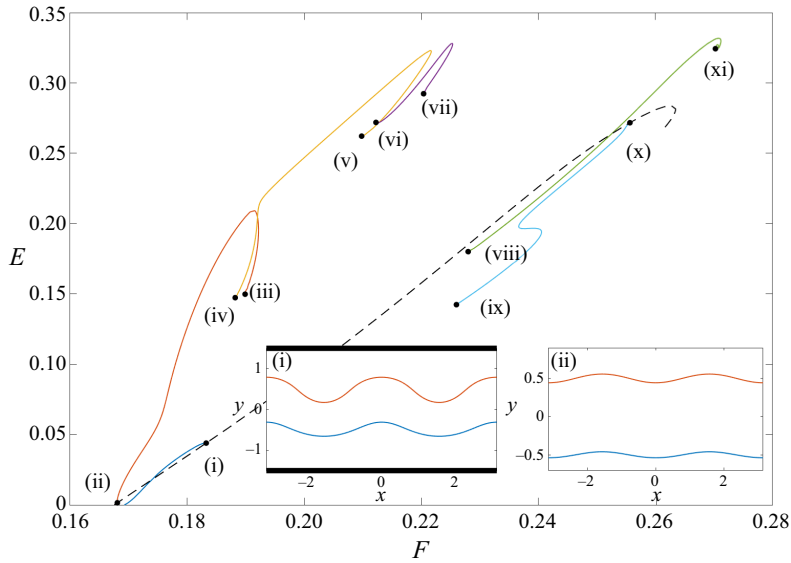 0.35
0.30
0.25
0.20
E
0.15
0.10
0.05
0
(xi)
(vii)
(vi)
(v)
(x)
(viii)
(iii)
(iv)
(ix)
(i)
(ii)
(i)
1
y
0
−1
−2
0
2
x
(ii)
0.5
y
0
−0.5
−2
0
2
x
0.16
0.18
0.20
0.22
0.24
0.26
0.28
F